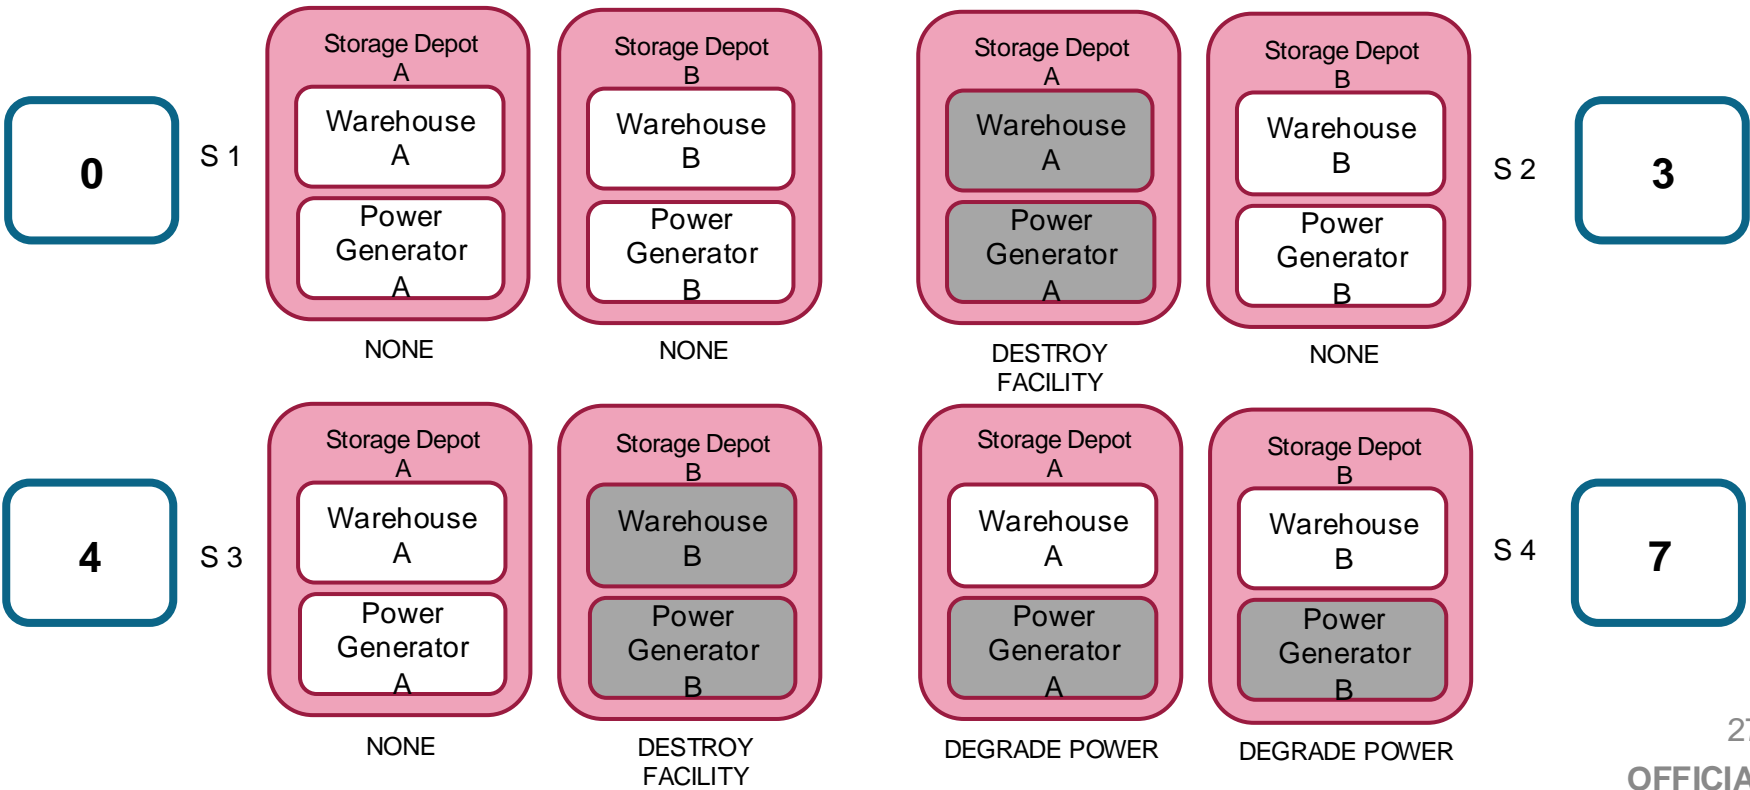 0
S 1
Storage Depot
A
Warehouse
A
Power
Generator
A
NONE
Storage Depot
B
Warehouse
B
Power
Generator
B
NONE
Storage Depot
A
Warehouse
A
Power
Generator
A
DESTROY
FACILITY
Storage Depot
B
Warehouse
B
Power
Generator
B
NONE
S 2
3
4
S 3
Storage Depot
A
Warehouse
A
Power
Generator
A
NONE
Storage Depot
B
Warehouse
B
Power
Generator
B
DESTROY
FACILITY
Storage Depot
A
Warehouse
A
Power
Generator
A
DEGRADE POWER
Storage Depot
B
Warehouse
B
Power
Generator
B
DEGRADE POWER
S 4
7
27
OFFICIA